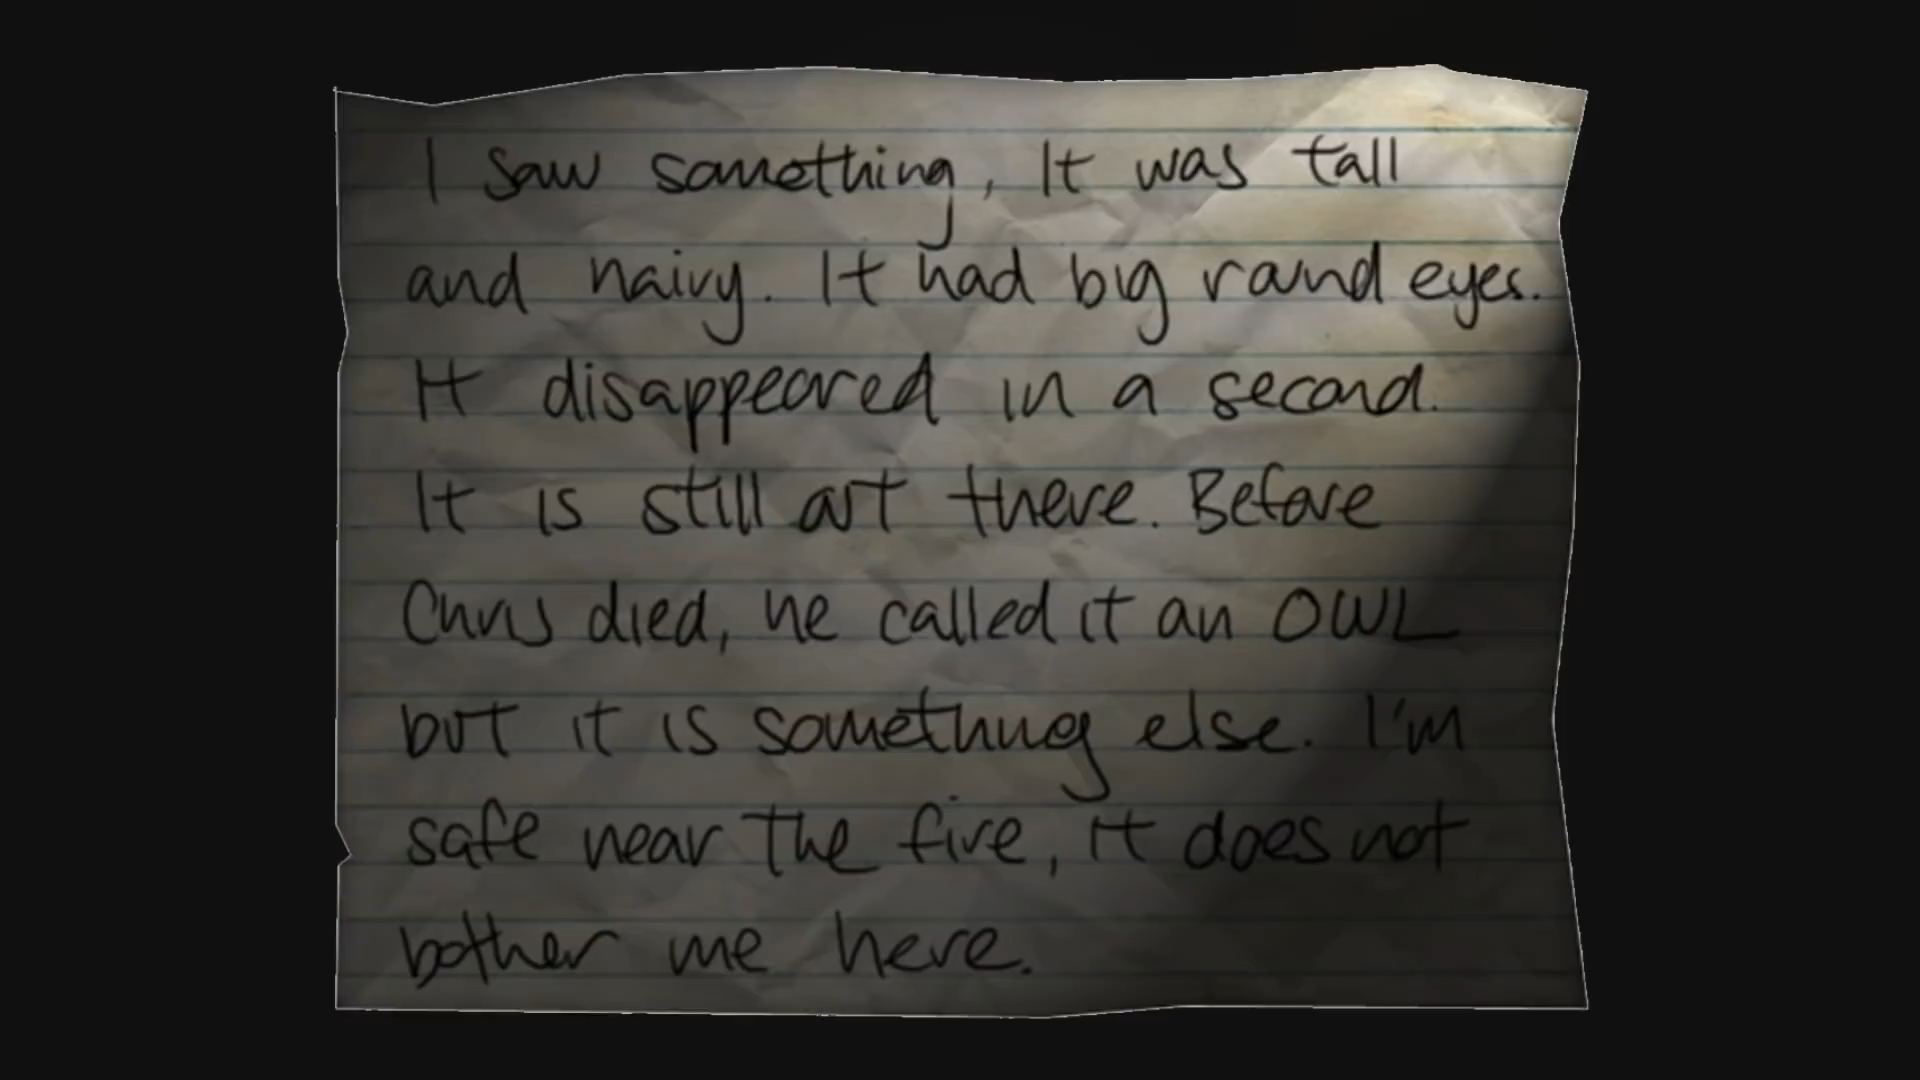 I saw something, It was tall
and hairy. It had big round eyes.
It disappeared in a second.
It is still out there. Before
Chris died, he called it an OWL
but it is something else. I'm
safe near the fire, it does not
bother me here.